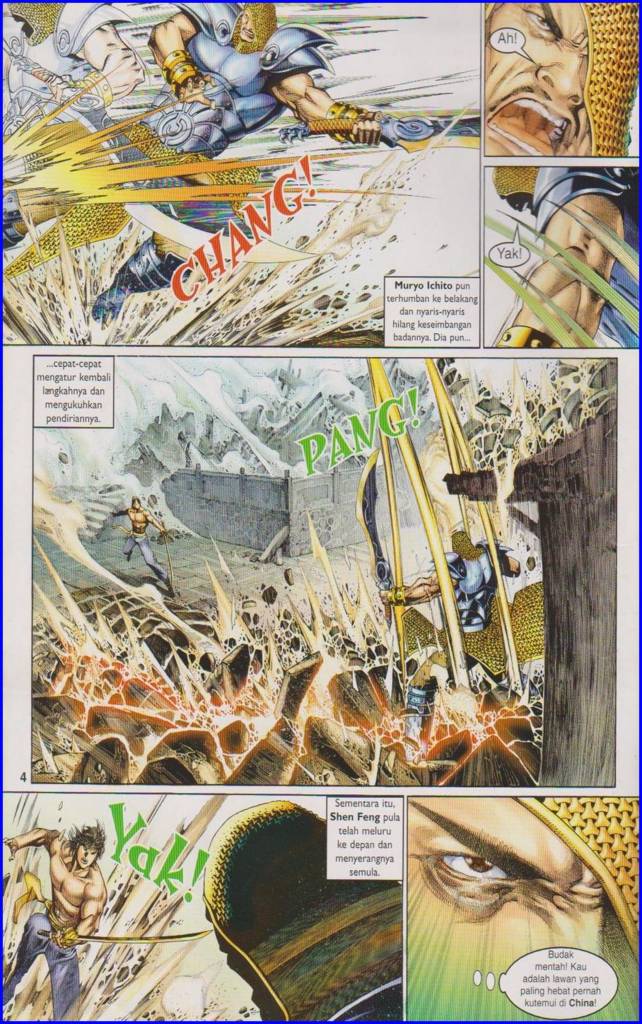 Ah!
CHANG!
Yak!
Muryo Ichito pun
terhumban ke belakang
dan nyaris-nyaris
hilang keseimbangan
badannya. Dia pun...
...cepat-cepat
mengatur kembali
langkahnya dan
mengukuhkan
pendiriannya.
PANG!
4
Yak!
Sementara itu,
Shen Feng pula
telah meluru
ke depan dan
menyerangnya
semula.
Budak
mentah! Kau
adalah lawan yang
paling hebat pernah
kutemui di China!